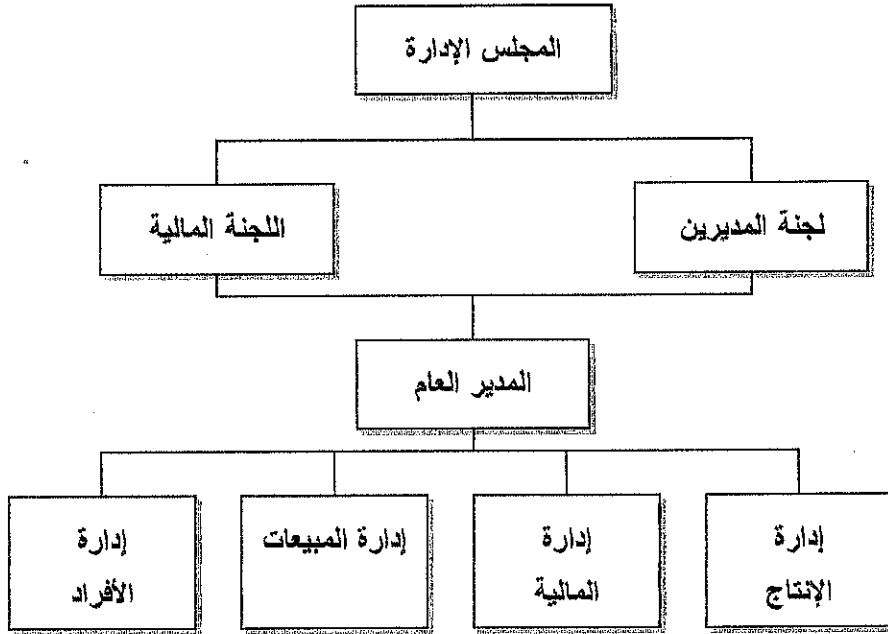 المجلس الإدارة
لجنة المديرين
اللجنة المالية
المدير العام
إدارة
الإنتاج
إدارة
المالية
إدارة المبيعات
إدارة
الأفراد